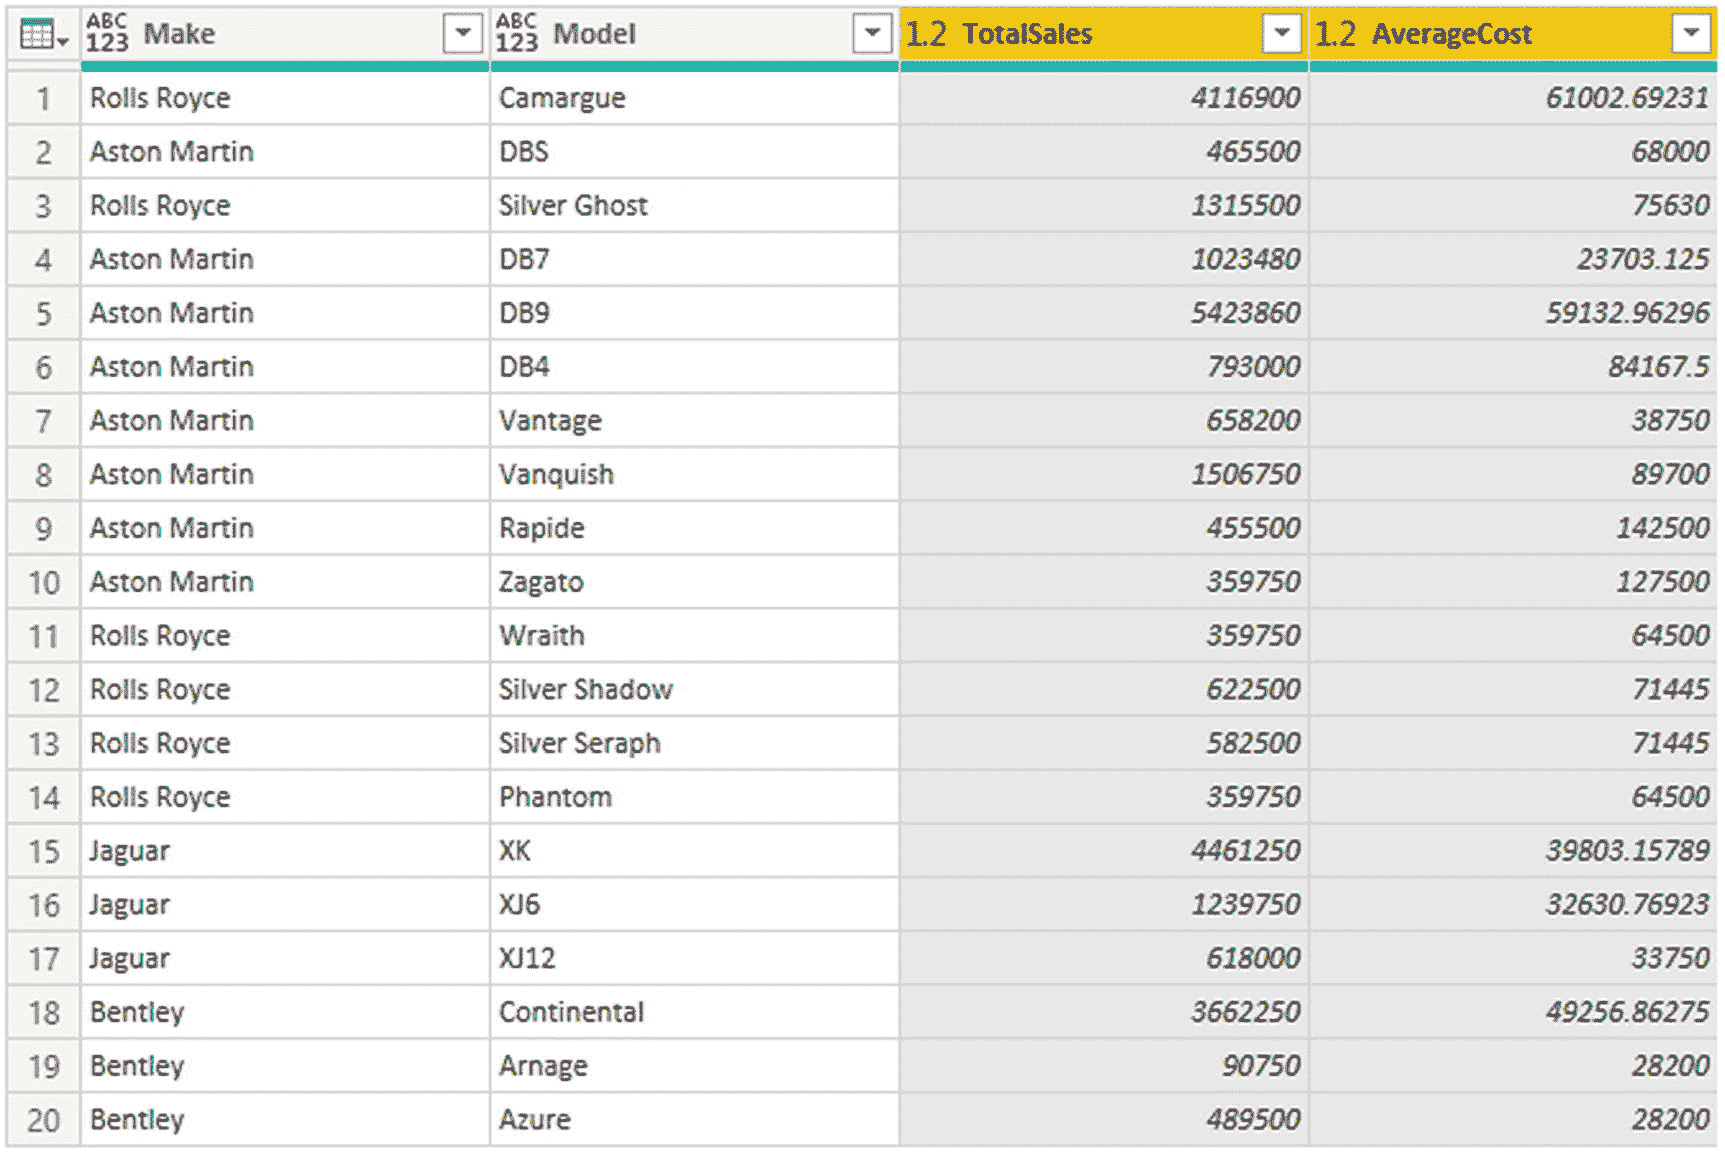 ABC 123 Make ABC 123 Model 1.2 TotalSales 1.2 AverageCost
1 Rolls Royce Camargue 4116900 61002.69231
2 Aston Martin DBS 465500 68000
3 Rolls Royce Silver Ghost 1315500 75630
4 Aston Martin DB7 1023480 23703.125
5 Aston Martin DB9 5423860 59132.96296
6 Aston Martin DB4 793000 84167.5
7 Aston Martin Vantage 658200 38750
8 Aston Martin Vanquish 1506750 89700
9 Aston Martin Rapide 455500 142500
10 Aston Martin Zagato 359750 127500
11 Rolls Royce Wraith 359750 64500
12 Rolls Royce Silver Shadow 622500 71445
13 Rolls Royce Silver Seraph 582500 71445
14 Rolls Royce Phantom 359750 64500
15 Jaguar XK 4461250 39803.15789
16 Jaguar XJ6 1239750 32630.76923
17 Jaguar XJ12 618000 33750
18 Bentley Continental 3662250 49256.86275
19 Bentley Arnage 90750 28200
20 Bentley Azure 489500 28200